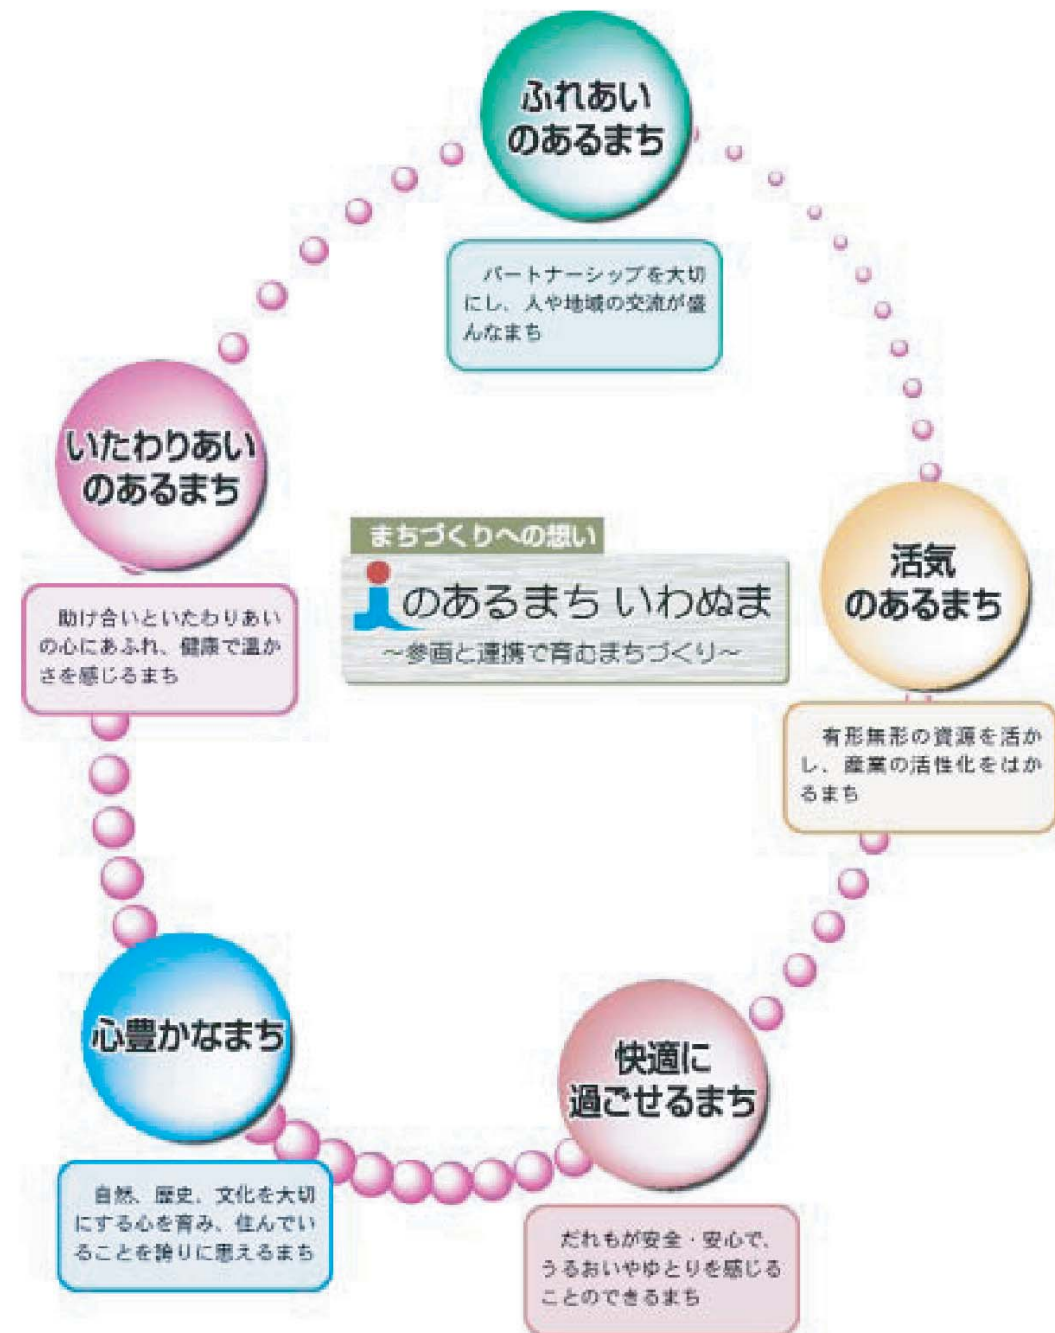 ふれあい
のあるまち
パートナーシップを大切
にし、人や地域の交流が盛
んなまち
いたわりあい
のあるまち
助け合いといたわりあい
の心にあふれ、健康で温か
さを感じるまち
まちづくりへの想い
iのあるまち いわぬま
～参画と連携で育むまちづくり～
活気
のあるまち
有形無形の資源を活か
し、産業の活性化をはか
るまち
心豊かなまち
自然、歴史、文化を大切
にする心を育み、住んでい
ることを誇りに思えるまち
快適に
過ごせるまち
だれもが安全・安心で、
うるおいやゆとりを感じる
ことのできるまち